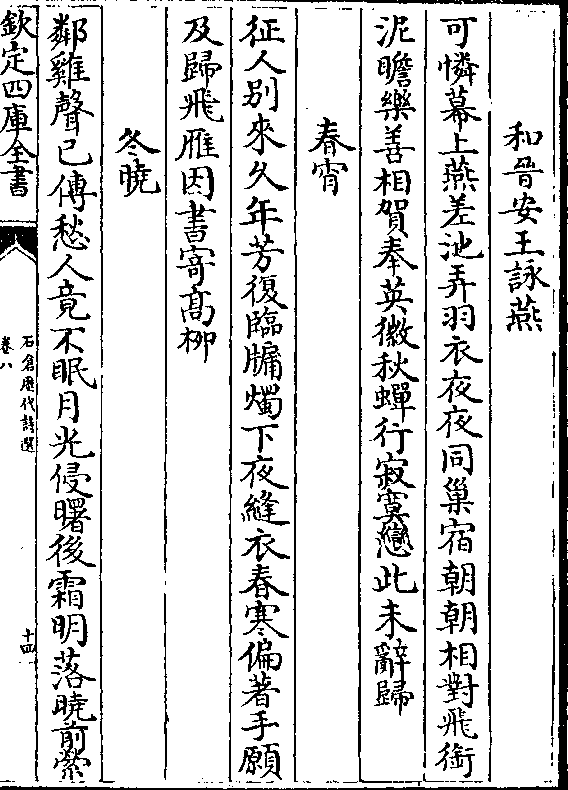 和晉安王詠燕
可憐幕上燕差池弄羽衣夜夜同巢宿朝朝相對飛銜
泥瞻樂善相賀奉英徽秋蟬行寂寞戀此未辭歸
春宵
征人别來久年芳復臨牖燭下夜縫衣春寒偏著手願
及歸飛雁因書寄髙栁
冬曉
鄰雞聲已傳愁人竟不眠月光侵曙後霜明落曉前縈
欽定四庫全書
石倉歷代詩選
卷八
十四